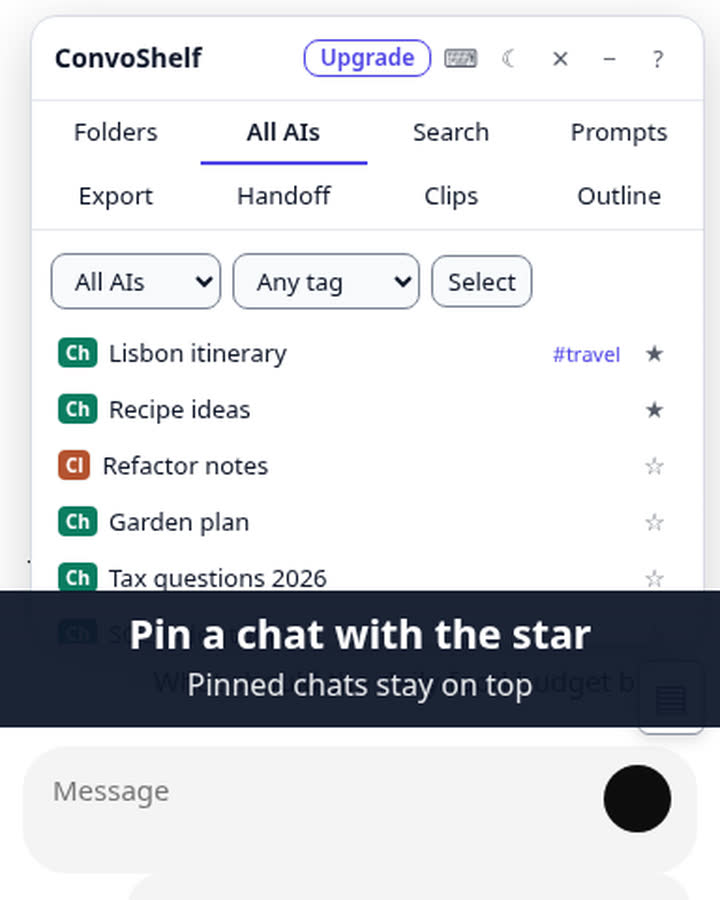 ConvoShelf Upgrade ?
Folders All AIs Search Prompts
Export Handoff Clips Outline
All AIs Any tag Select
Ch Lisbon itinerary #travel ★
Ch Recipe ideas ★
Cl Refactor notes ☆
Ch Garden plan ☆
Ch Tax questions 2026 ☆
Pin a chat with the star
Pinned chats stay on top
Message